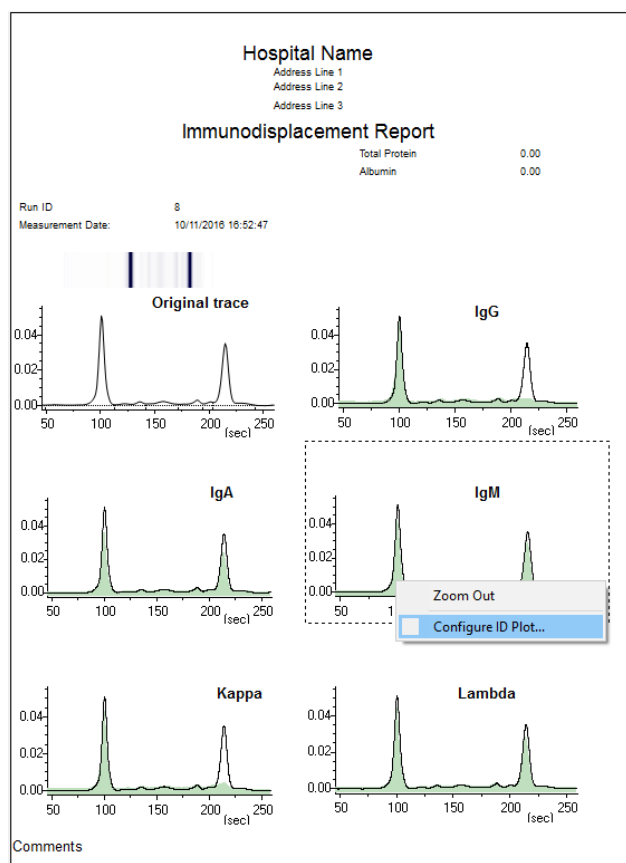 Hospital Name
Address Line 1
Address Line 2
Address Line 3
Immunodisplacement Report
Total Protein 0.00
Albumin 0.00
Run ID 8
Measurement Date: 10/11/2016 16:52:47
Original trace
0.04
0.02
0.00
50 100 150 200 250
[sec]
IgG
0.04
0.02
0.00
50 100 150 200 250
[sec]
IgA
0.04
0.02
0.00
50 100 150 200 250
[sec]
IgM
0.04
0.02
0.00
50
Zoom Out
Configure ID Plot...
Kappa
0.04
0.02
0.00
50 100 150 200 250
[sec]
Lambda
0.04
0.02
0.00
50 100 150 200 250
[sec]
Comments